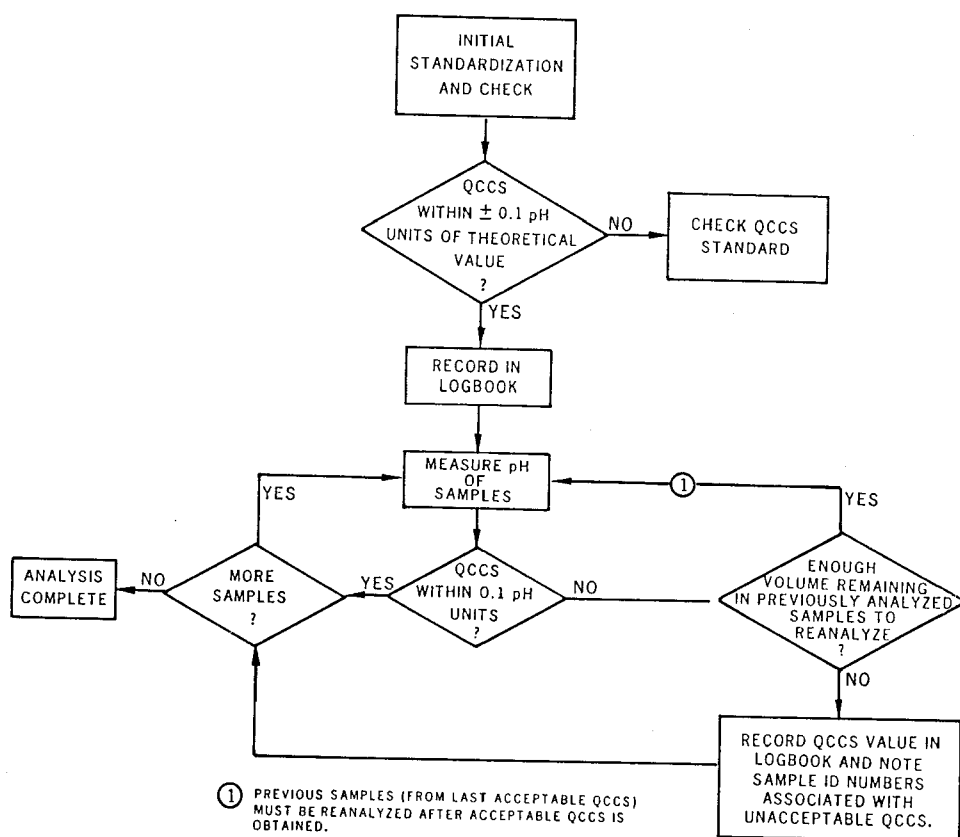 INITIAL
STANDARDIZATION
AND CHECK
QCCS
WITHIN ± 0.1 pH
UNITS OF THEORETICAL
VALUE
?
NO
CHECK QCCS
STANDARD
YES
RECORD IN
LOGBOOK
MEASURE pH
OF
SAMPLES
YES
1
YES
ANALYSIS
COMPLETE
NO
MORE
SAMPLES
?
YES
QCCS
WITHIN 0.1 pH
UNITS
?
NO
ENOUGH
VOLUME REMAINING
IN PREVIOUSLY ANALYZED
SAMPLES TO
REANALYZE
?
NO
RECORD QCCS VALUE IN
LOGBOOK AND NOTE
SAMPLE ID NUMBERS
ASSOCIATED WITH
UNACCEPTABLE QCCS.
1 PREVIOUS SAMPLES (FROM LAST ACCEPTABLE QCCS)
MUST BE REANALYZED AFTER ACCEPTABLE QCCS IS
OBTAINED.